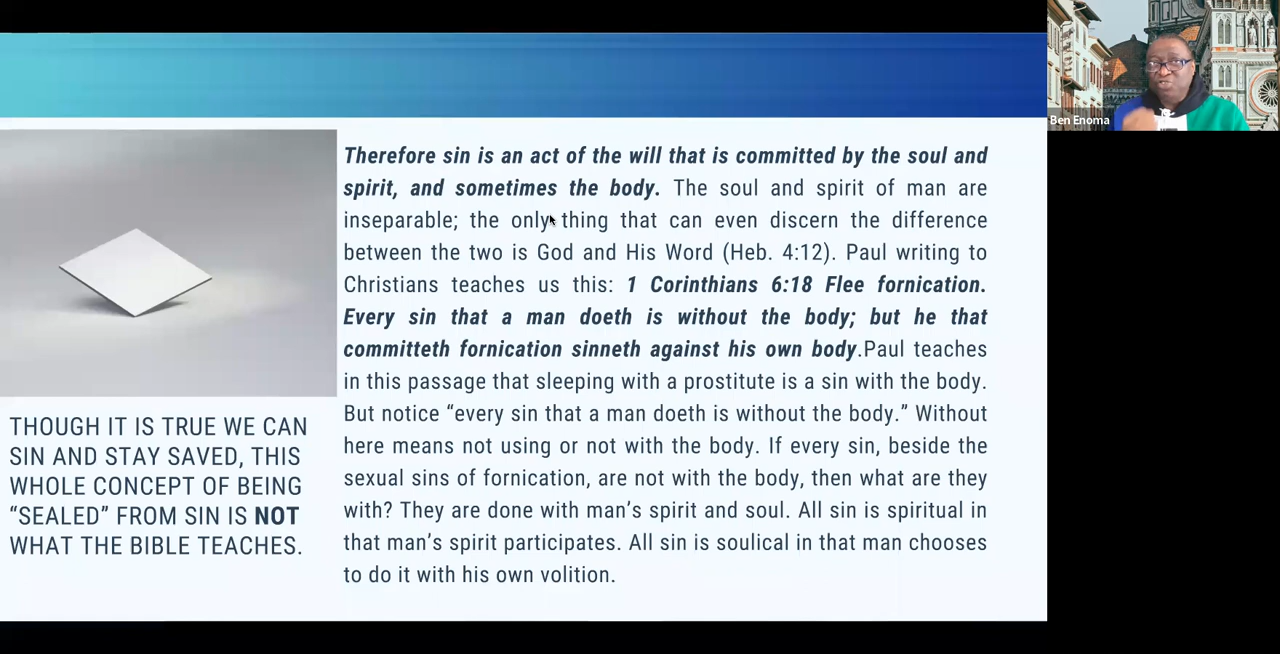 Therefore sin is an act of the will that is committed by the soul and
spirit, and sometimes the body. The soul and spirit of man are
inseparable; the only thing that can even discern the difference
between the two is God and His Word (Heb. 4:12). Paul writing to
Christians teaches us this: 1 Corinthians 6:18 Flee fornication.
Every sin that a man doeth is without the body; but he that
committeth fornication sinneth against his own body.Paul teaches
in this passage that sleeping with a prostitute is a sin with the body.
But notice “every sin that a man doeth is without the body.” Without
here means not using or not with the body. If every sin, beside the
sexual sins of fornication, are not with the body, then what are they
with? They are done with man’s spirit and soul. All sin is spiritual in
that man’s spirit participates. All sin is soulical in that man chooses
to do it with his own volition.
THOUGH IT IS TRUE WE CAN
SIN AND STAY SAVED, THIS
WHOLE CONCEPT OF BEING
“SEALED” FROM SIN IS NOT
WHAT THE BIBLE TEACHES.
Ben Enoma